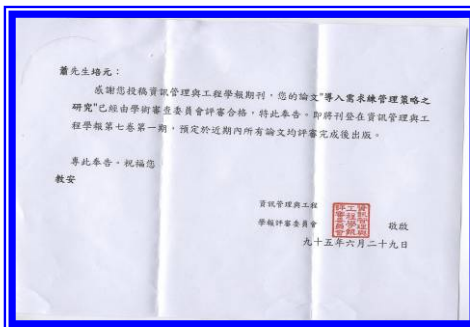 蕭先生培元：
感謝您投稿資訊管理與工程學報期刊，您的論文"導入需求鍊管理策略之
研究"已經由學術審查委員會評審合格，特此奉告。即將刊登在資訊管理與工
程學報第七卷第一期，預定於近期內所有論文均評審完成後出版。
專此奉告，祝福您
教安
資訊管理與工程
學報評審委員會 敬啟
九十五年六月二十九日